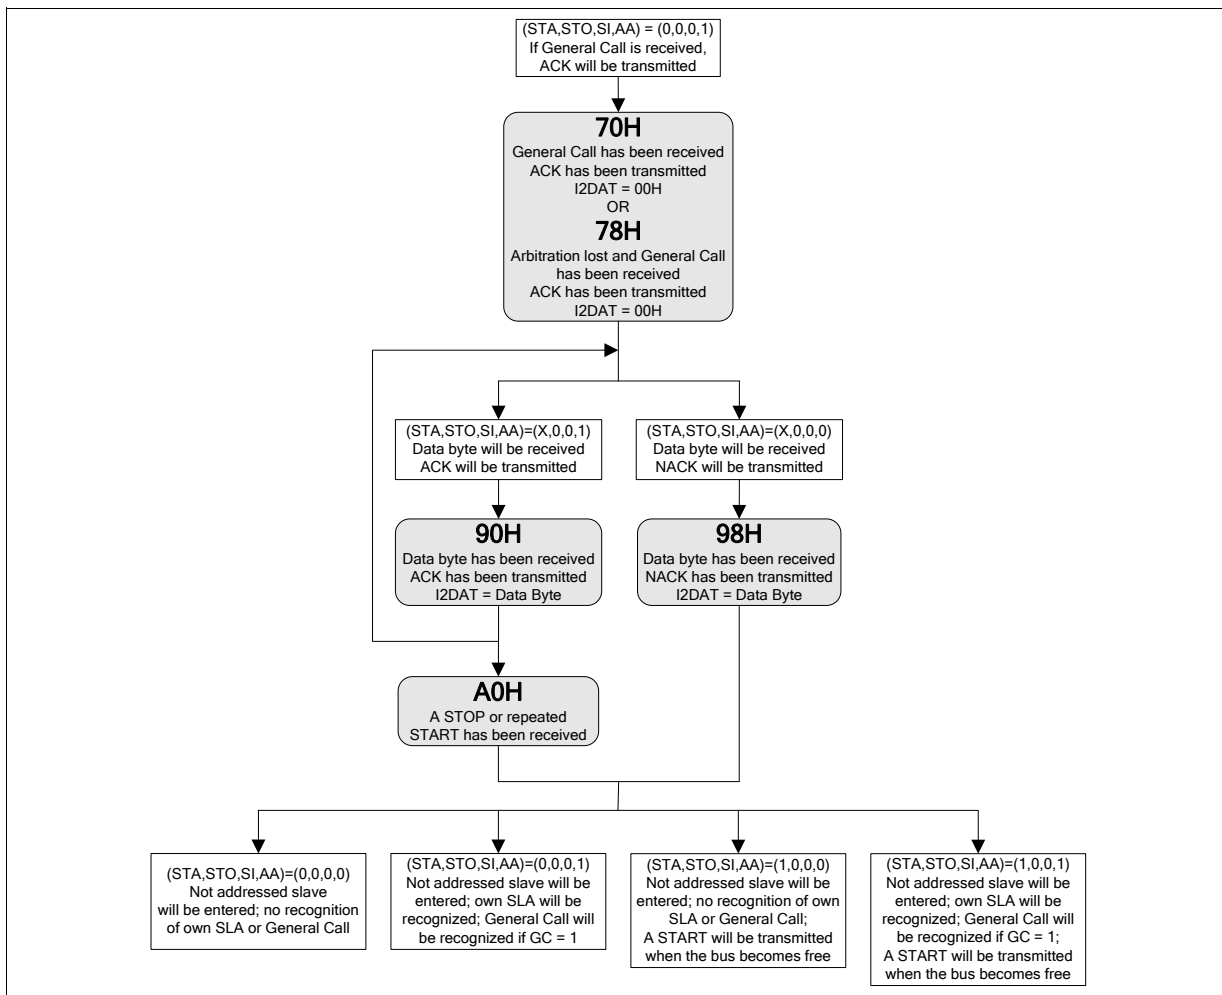 (STA,STO,SI,AA) = (0,0,0,1)
If General Call is received,
ACK will be transmitted
70H
General Call has been received
ACK has been transmitted
I2DAT = 00H
OR
78H
Arbitration lost and General Call
has been received
ACK has been transmitted
I2DAT = 00H
(STA,STO,SI,AA)=(X,0,0,1)
Data byte will be received
ACK will be transmitted
(STA,STO,SI,AA)=(X,0,0,0)
Data byte will be received
NACK will be transmitted
90H
Data byte has been received
ACK has been transmitted
I2DAT = Data Byte
98H
Data byte has been received
NACK has been transmitted
I2DAT = Data Byte
A0H
A STOP or repeated
START has been received
(STA,STO,SI,AA)=(0,0,0,0)
Not addressed slave
will be entered; no recognition
of own SLA or General Call
(STA,STO,SI,AA)=(0,0,0,1)
Not addressed slave will be
entered; own SLA will be
recognized; General Call will
be recognized if GC = 1
(STA,STO,SI,AA)=(1,0,0,0)
Not addressed slave will be
entered; no recognition of own
SLA or General Call;
A START will be transmitted
when the bus becomes free
(STA,STO,SI,AA)=(1,0,0,1)
Not addressed slave will be
entered; own SLA will be
recognized; General Call will
be recognized if GC = 1;
A START will be transmitted
when the bus becomes free